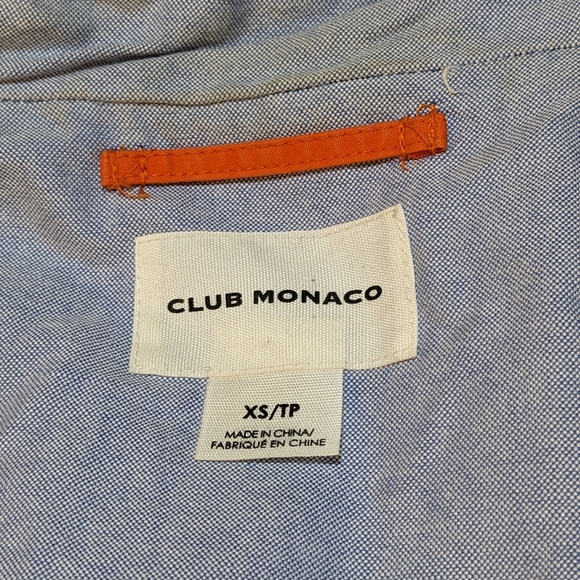 CLUB MONACO
XS/TP
MADE IN CHINA/
FABRIQUÉ EN CHINE